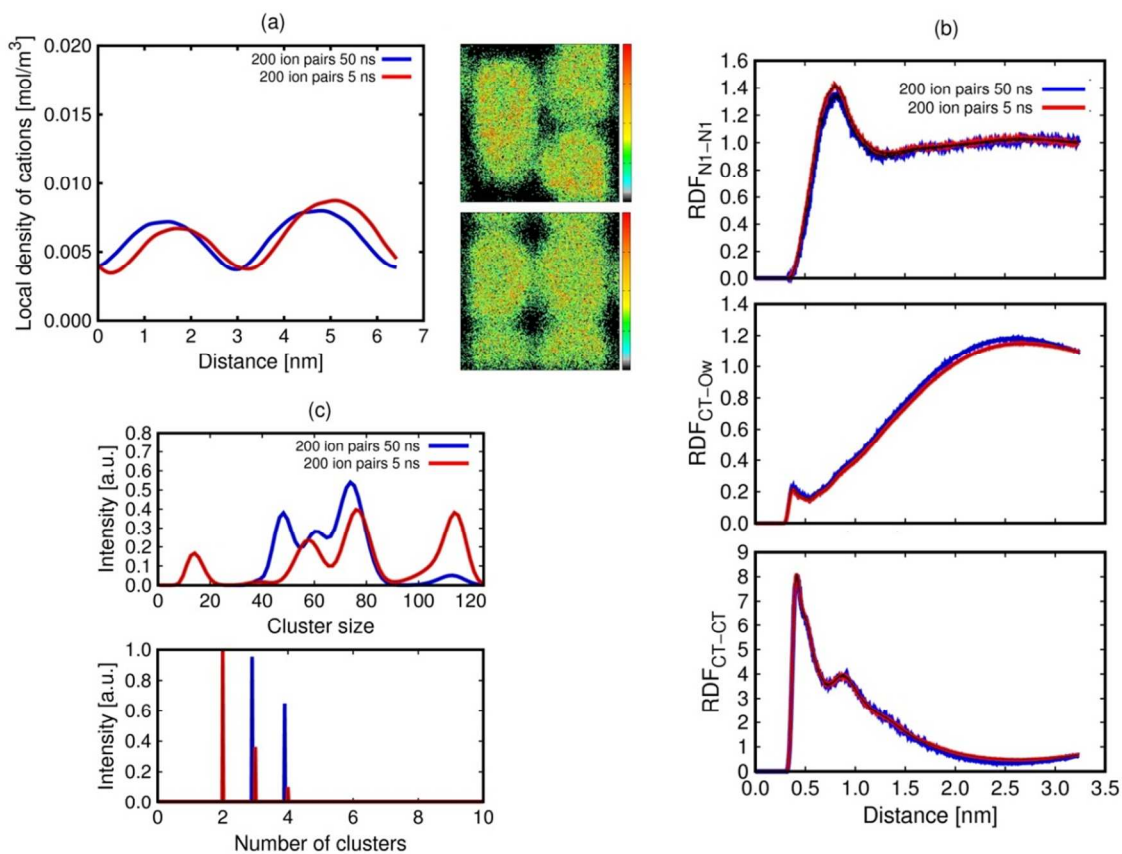 (a)
Local density of cations [mol/m³]
0.020
0.015
0.010
0.005
0.000
200 ion pairs 50 ns
200 ion pairs 5 ns
0 1 2 3 4 5 6 7
Distance [nm]
(b)
RDF N1−N1
1.6
1.4
1.2
1.0
0.8
0.6
0.4
0.2
0.0
200 ion pairs 50 ns
200 ion pairs 5 ns
RDF CT−Ow
1.4
1.2
1.0
0.8
0.6
0.4
0.2
0.0
RDF CT−CT
9
8
7
6
5
4
3
2
1
0
0.0 0.5 1.0 1.5 2.0 2.5 3.0 3.5
Distance [nm]
(c)
Intensity [a.u.]
0.8
0.7
0.6
0.5
0.4
0.3
0.2
0.1
0.0
200 ion pairs 50 ns
200 ion pairs 5 ns
0 20 40 60 80 100 120
Cluster size
Intensity [a.u.]
1.0
0.8
0.6
0.4
0.2
0.0
0 2 4 6 8 10
Number of clusters